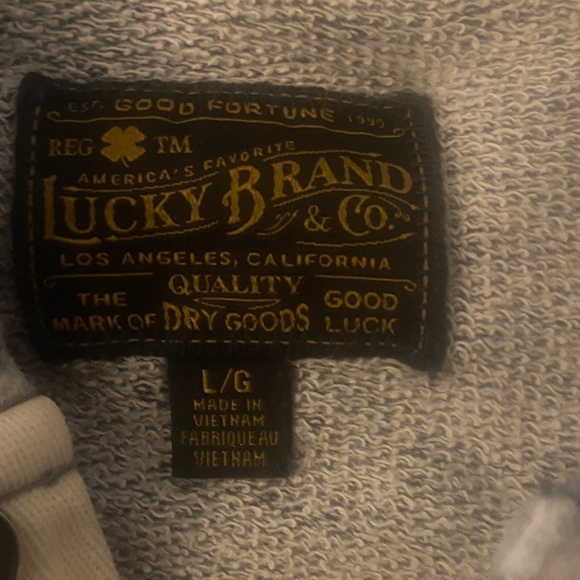 EST. GOOD FORTUNE 1990
REG TM
AMERICA'S FAVORITE
LUCKY BRAND
& Co.
LOS ANGELES, CALIFORNIA
QUALITY
THE GOOD
MARK OF DRY GOODS LUCK
L/G
MADE IN
VIETNAM
FABRIQUE AU
VIETNAM